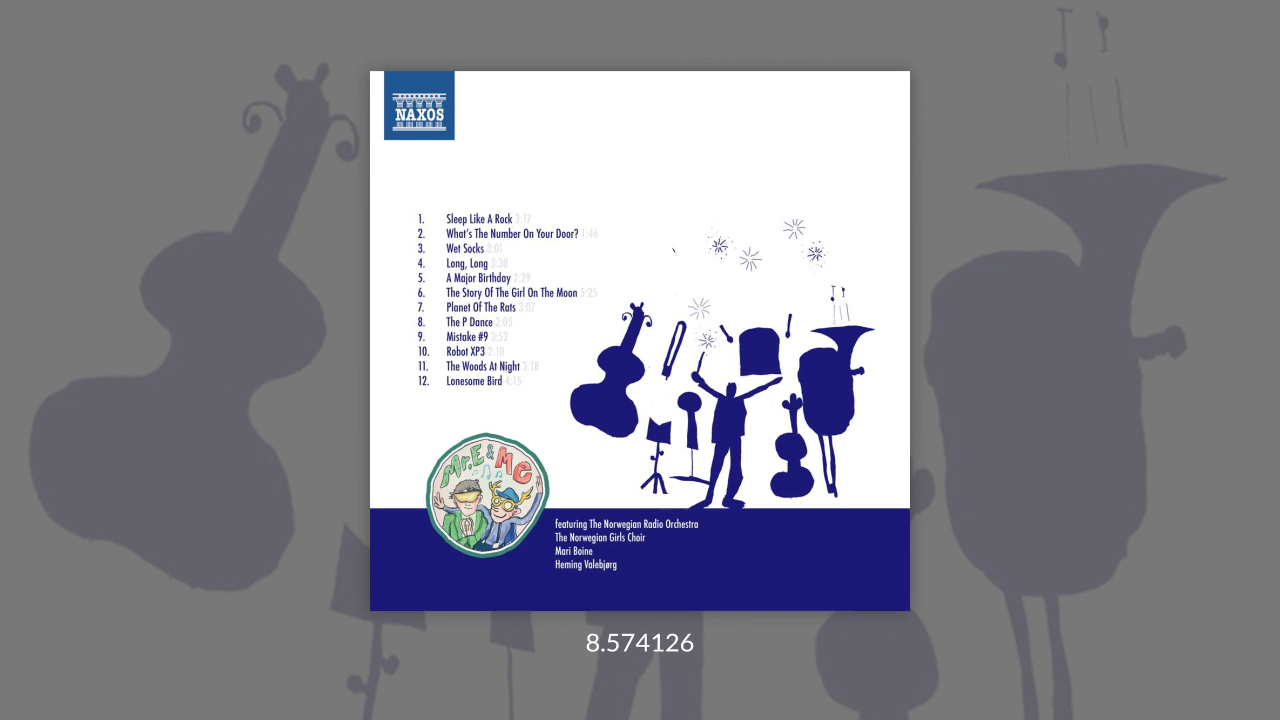 NAXOS
1. Sleep Like A Rock 3:17
2. What's The Number On Your Door? 1:46
3. Wet Socks 3:01
4. Long, Long 3:30
5. A Major Birthday 2:29
6. The Story Of The Girl On The Moon 5:25
7. Planet Of The Rats 3:07
8. The P Dance 2:05
9. Mistake #9 3:52
10. Robot XP3 2:10
11. The Woods At Night 3:18
12. Lonesome Bird 4:15
Mr. E & Me
featuring The Norwegian Radio Orchestra
The Norwegian Girls Choir
Mari Boine
Heming Valebjørg
8.574126